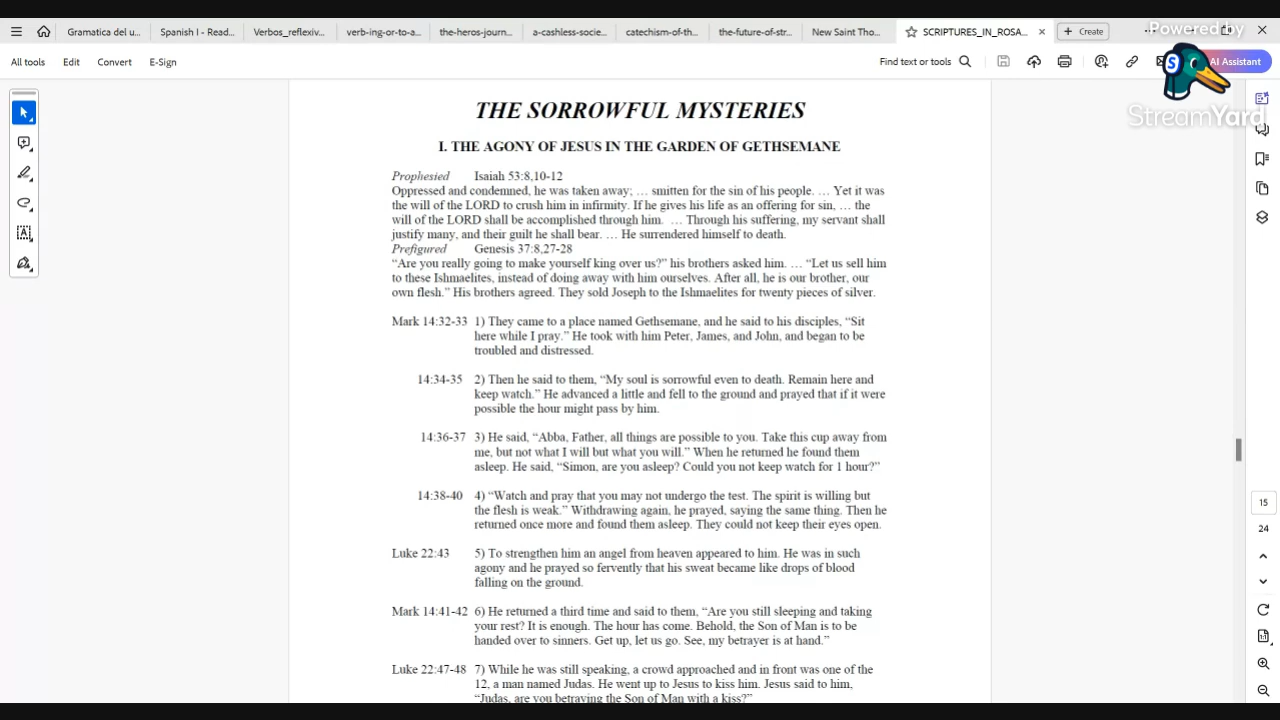 Gramatica del u...
Spanish I - Read...
Verbos_reflexiv...
verb-ing-or-to-a...
the-heros-journ...
a-cashless-socie...
catechism-of-th...
the-future-of-str...
New Saint Tho...
SCRIPTURES_IN_ROSA...
Create
Powered by
StreamYard
All tools
Edit
Convert
E-Sign
Find text or tools
AI Assistant
THE SORROWFUL MYSTERIES
I. THE AGONY OF JESUS IN THE GARDEN OF GETHSEMANE
Prophesied Isaiah 53:8,10-12
Oppressed and condemned, he was taken away; … smitten for the sin of his people. … Yet it was
the will of the LORD to crush him in infirmity. If he gives his life as an offering for sin, … the
will of the LORD shall be accomplished through him. … Through his suffering, my servant shall
justify many, and their guilt he shall bear. … He surrendered himself to death.
Prefigured Genesis 37:8,27-28
“Are you really going to make yourself king over us?” his brothers asked him. … “Let us sell him
to these Ishmaelites, instead of doing away with him ourselves. After all, he is our brother, our
own flesh.” His brothers agreed. They sold Joseph to the Ishmaelites for twenty pieces of silver.
Mark 14:32-33 1) They came to a place named Gethsemane, and he said to his disciples, “Sit
here while I pray.” He took with him Peter, James, and John, and began to be
troubled and distressed.
14:34-35 2) Then he said to them, “My soul is sorrowful even to death. Remain here and
keep watch.” He advanced a little and fell to the ground and prayed that if it were
possible the hour might pass by him.
14:36-37 3) He said, “Abba, Father, all things are possible to you. Take this cup away from
me, but not what I will but what you will.” When he returned he found them
asleep. He said, “Simon, are you asleep? Could you not keep watch for 1 hour?”
14:38-40 4) “Watch and pray that you may not undergo the test. The spirit is willing but
the flesh is weak.” Withdrawing again, he prayed, saying the same thing. Then he
returned once more and found them asleep. They could not keep their eyes open.
Luke 22:43 5) To strengthen him an angel from heaven appeared to him. He was in such
agony and he prayed so fervently that his sweat became like drops of blood
falling on the ground.
Mark 14:41-42 6) He returned a third time and said to them, “Are you still sleeping and taking
your rest? It is enough. The hour has come. Behold, the Son of Man is to be
handed over to sinners. Get up, let us go. See, my betrayer is at hand.”
Luke 22:47-48 7) While he was still speaking, a crowd approached and in front was one of the
12, a man named Judas. He went up to Jesus to kiss him. Jesus said to him,
“Judas, are you betraying the Son of Man with a kiss?”
15
24